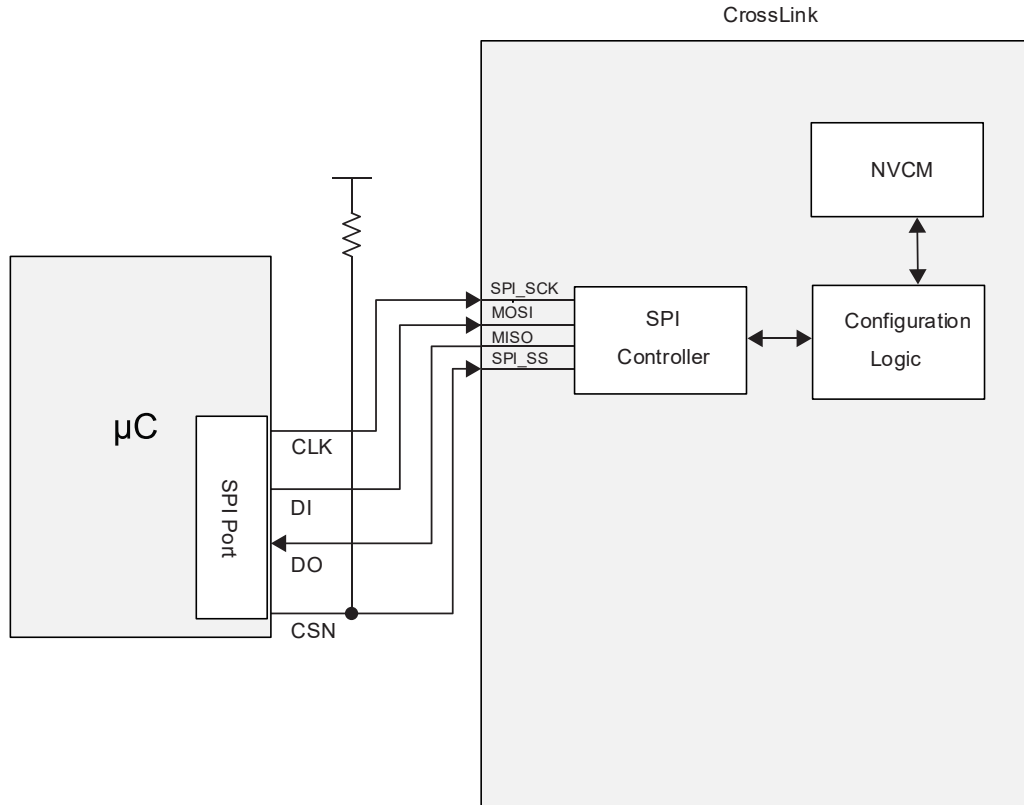 CrossLink
NVCM
SPI_SCK
MOSI
MISO
SPI_SS
SPI
Controller
Configuration
Logic
µC
SPI Port
CLK
DI
DO
CSN